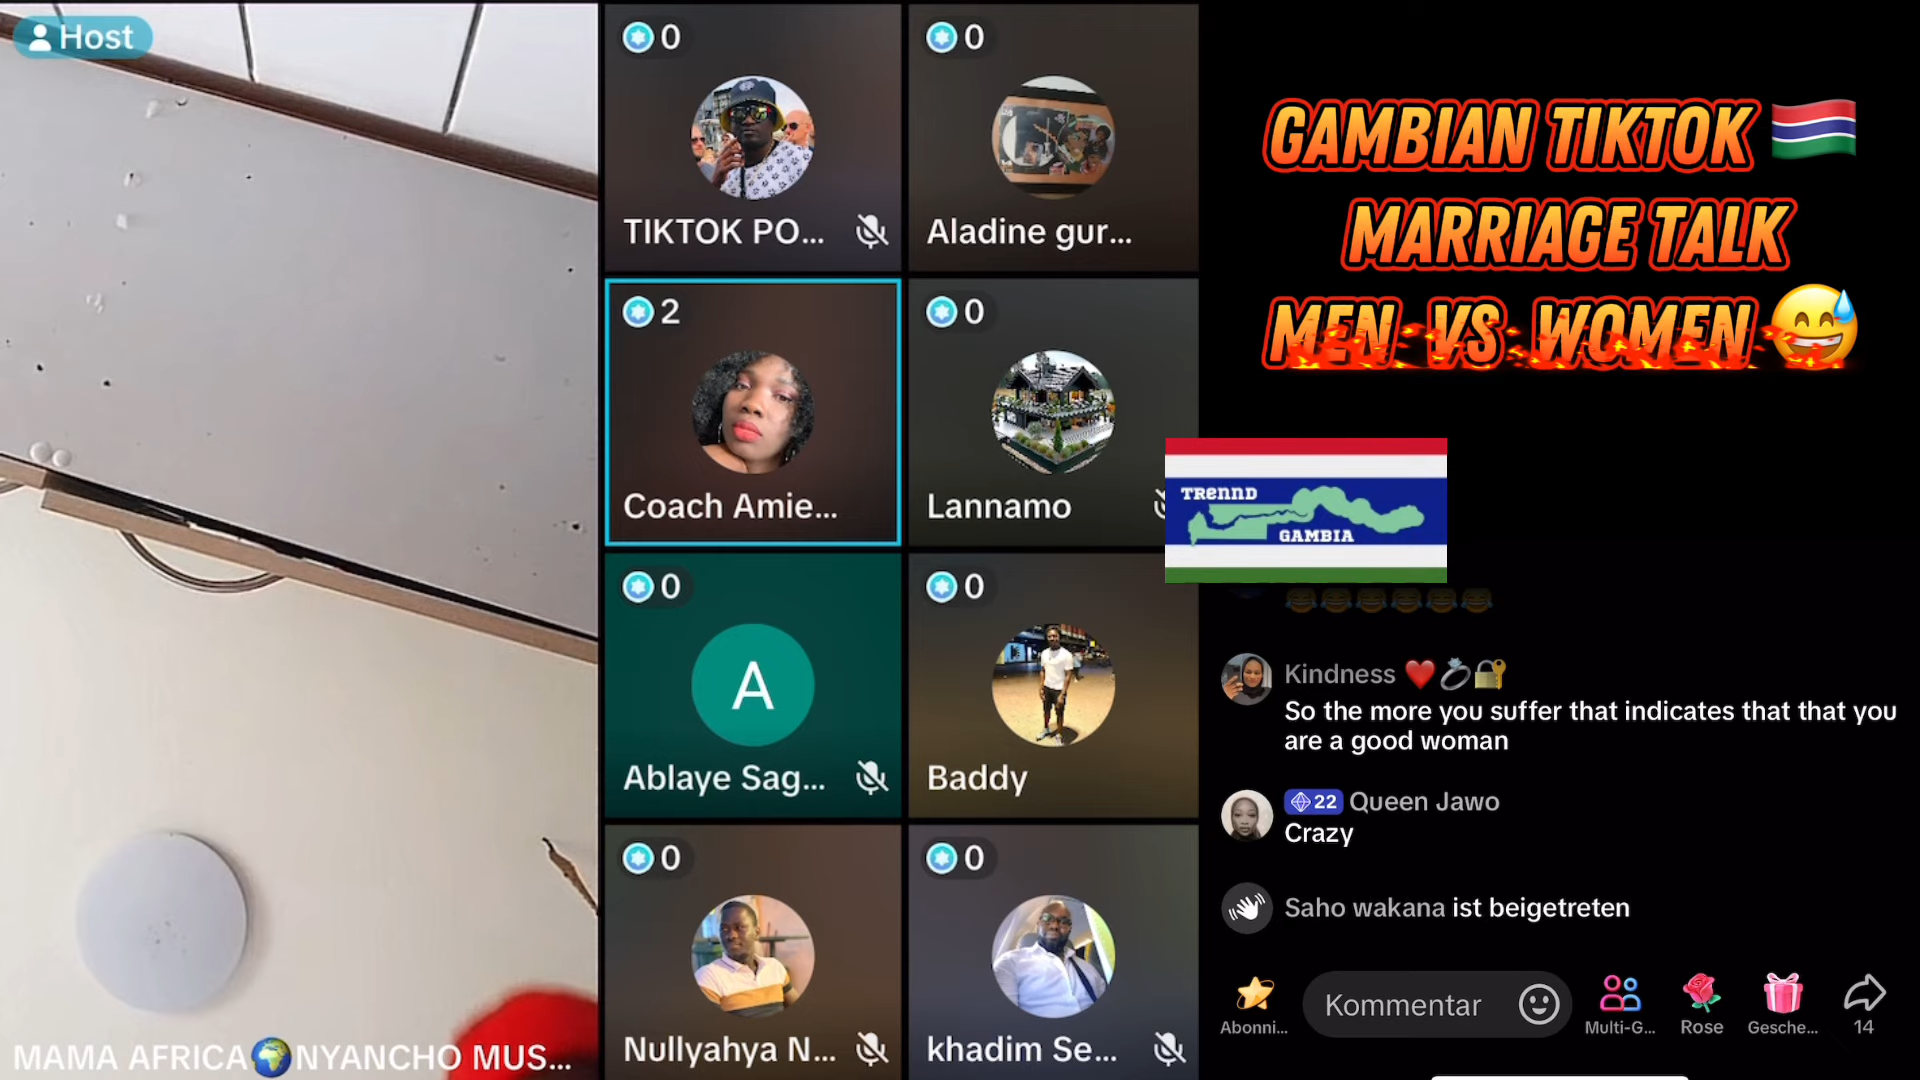 Host
MAMA AFRICA🌍NYANCHO MUS...
0
TIKTOK PO...
0
Aladine gur...
2
Coach Amie...
0
Lannamo
0
A
Ablaye Sag...
0
Baddy
0
Nullyahya N...
0
khadim Se...
GAMBIAN TIKTOK 🇬🇲
MARRIAGE TALK
MEN VS WOMEN 😅
TRENND
GAMBIA
😂😂😂😂😂😂
Kindness ❤️💍🔐
So the more you suffer that indicates that that you
are a good woman
22 Queen Jawo
Crazy
Saho wakana ist beigetreten
Abonni...
Kommentar
Multi-G...
Rose
Gesche...
14